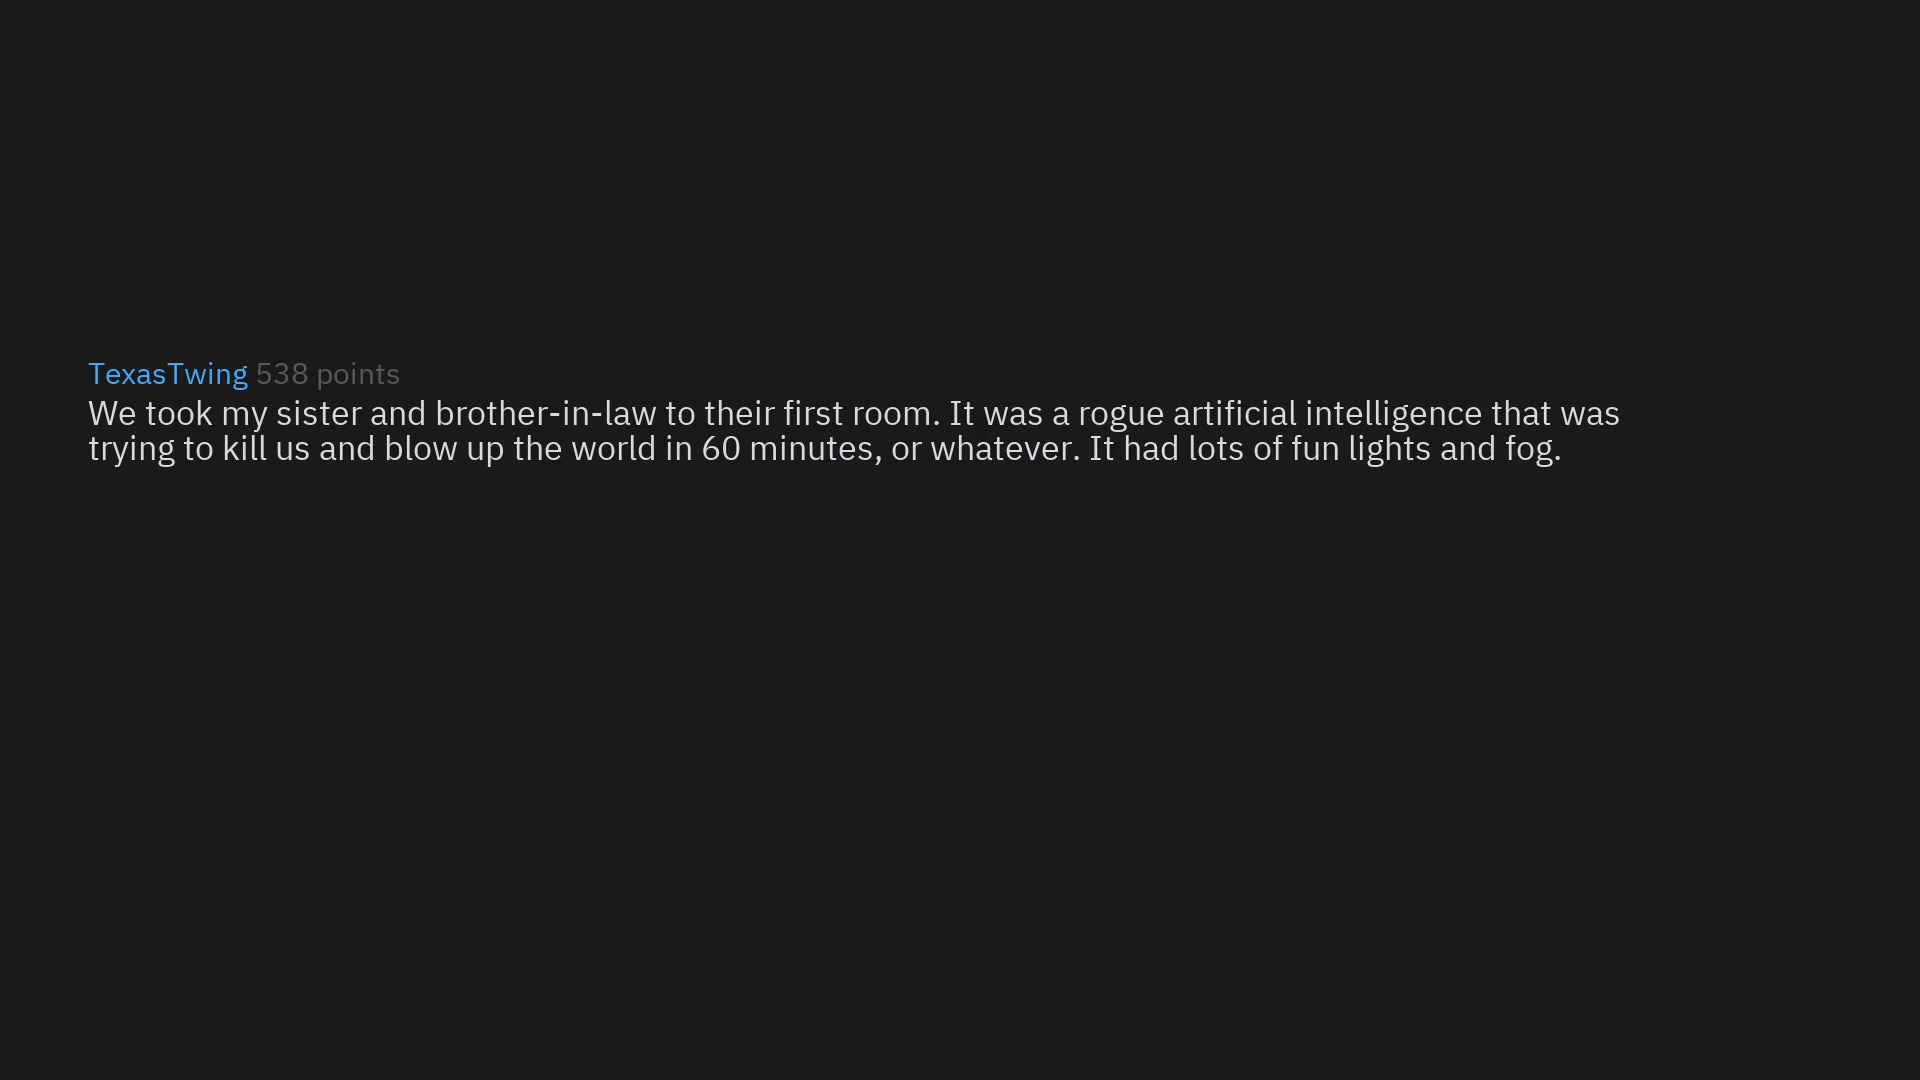 TexasTwing 538 points
We took my sister and brother-in-law to their first room. It was a rogue artificial intelligence that was
trying to kill us and blow up the world in 60 minutes, or whatever. It had lots of fun lights and fog.